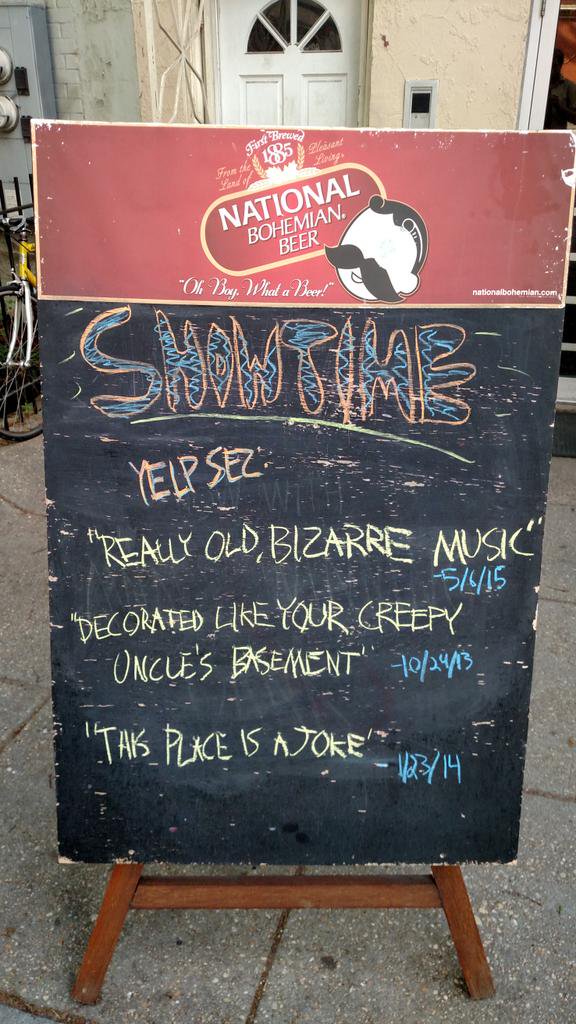 First Brewed
1885
From the Land of
Pleasant Living
NATIONAL
BOHEMIAN®
BEER
"Oh Boy, What a Beer!"
nationalbohemian.com
SHOWTIME
YELP SEZ:
"REALLY OLD, BIZARRE MUSIC"
-5/6/15
"DECORATED LIKE YOUR CREEPY
UNCLE'S BASEMENT" -10/24/13
"THIS PLACE IS A JOKE"
- 1/23/14